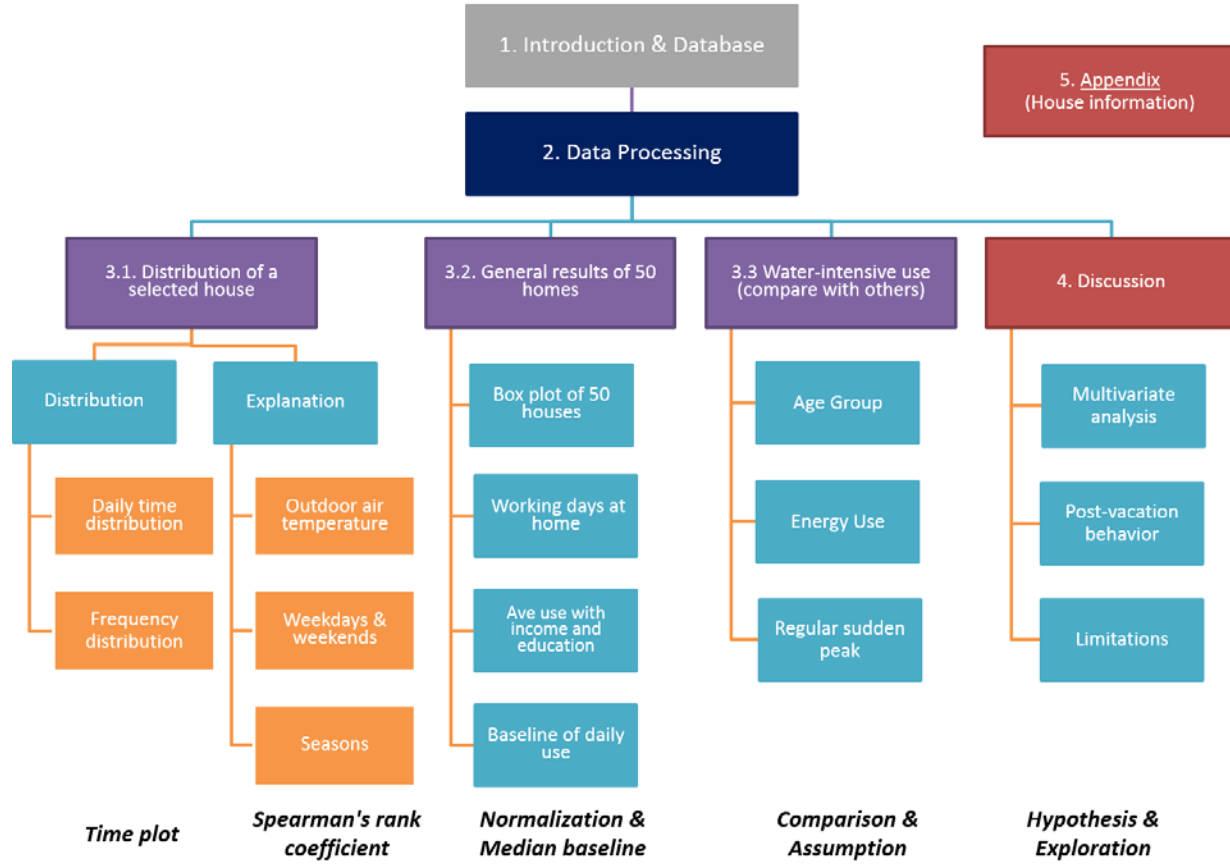 1. Introduction & Database
5. Appendix
(House information)
2. Data Processing
3.1. Distribution of a
selected house
3.2. General results of 50
homes
3.3 Water-intensive use
(compare with others)
4. Discussion
Distribution
Explanation
Box plot of 50
houses
Age Group
Multivariate
analysis
Daily time
distribution
Outdoor air
temperature
Working days at
home
Energy Use
Post-vacation
behavior
Frequency
distribution
Weekdays &
weekends
Ave use with
income and
education
Regular sudden
peak
Limitations
Seasons
Baseline of daily
use
Time plot
Spearman's rank
coefficient
Normalization &
Median baseline
Comparison &
Assumption
Hypothesis &
Exploration